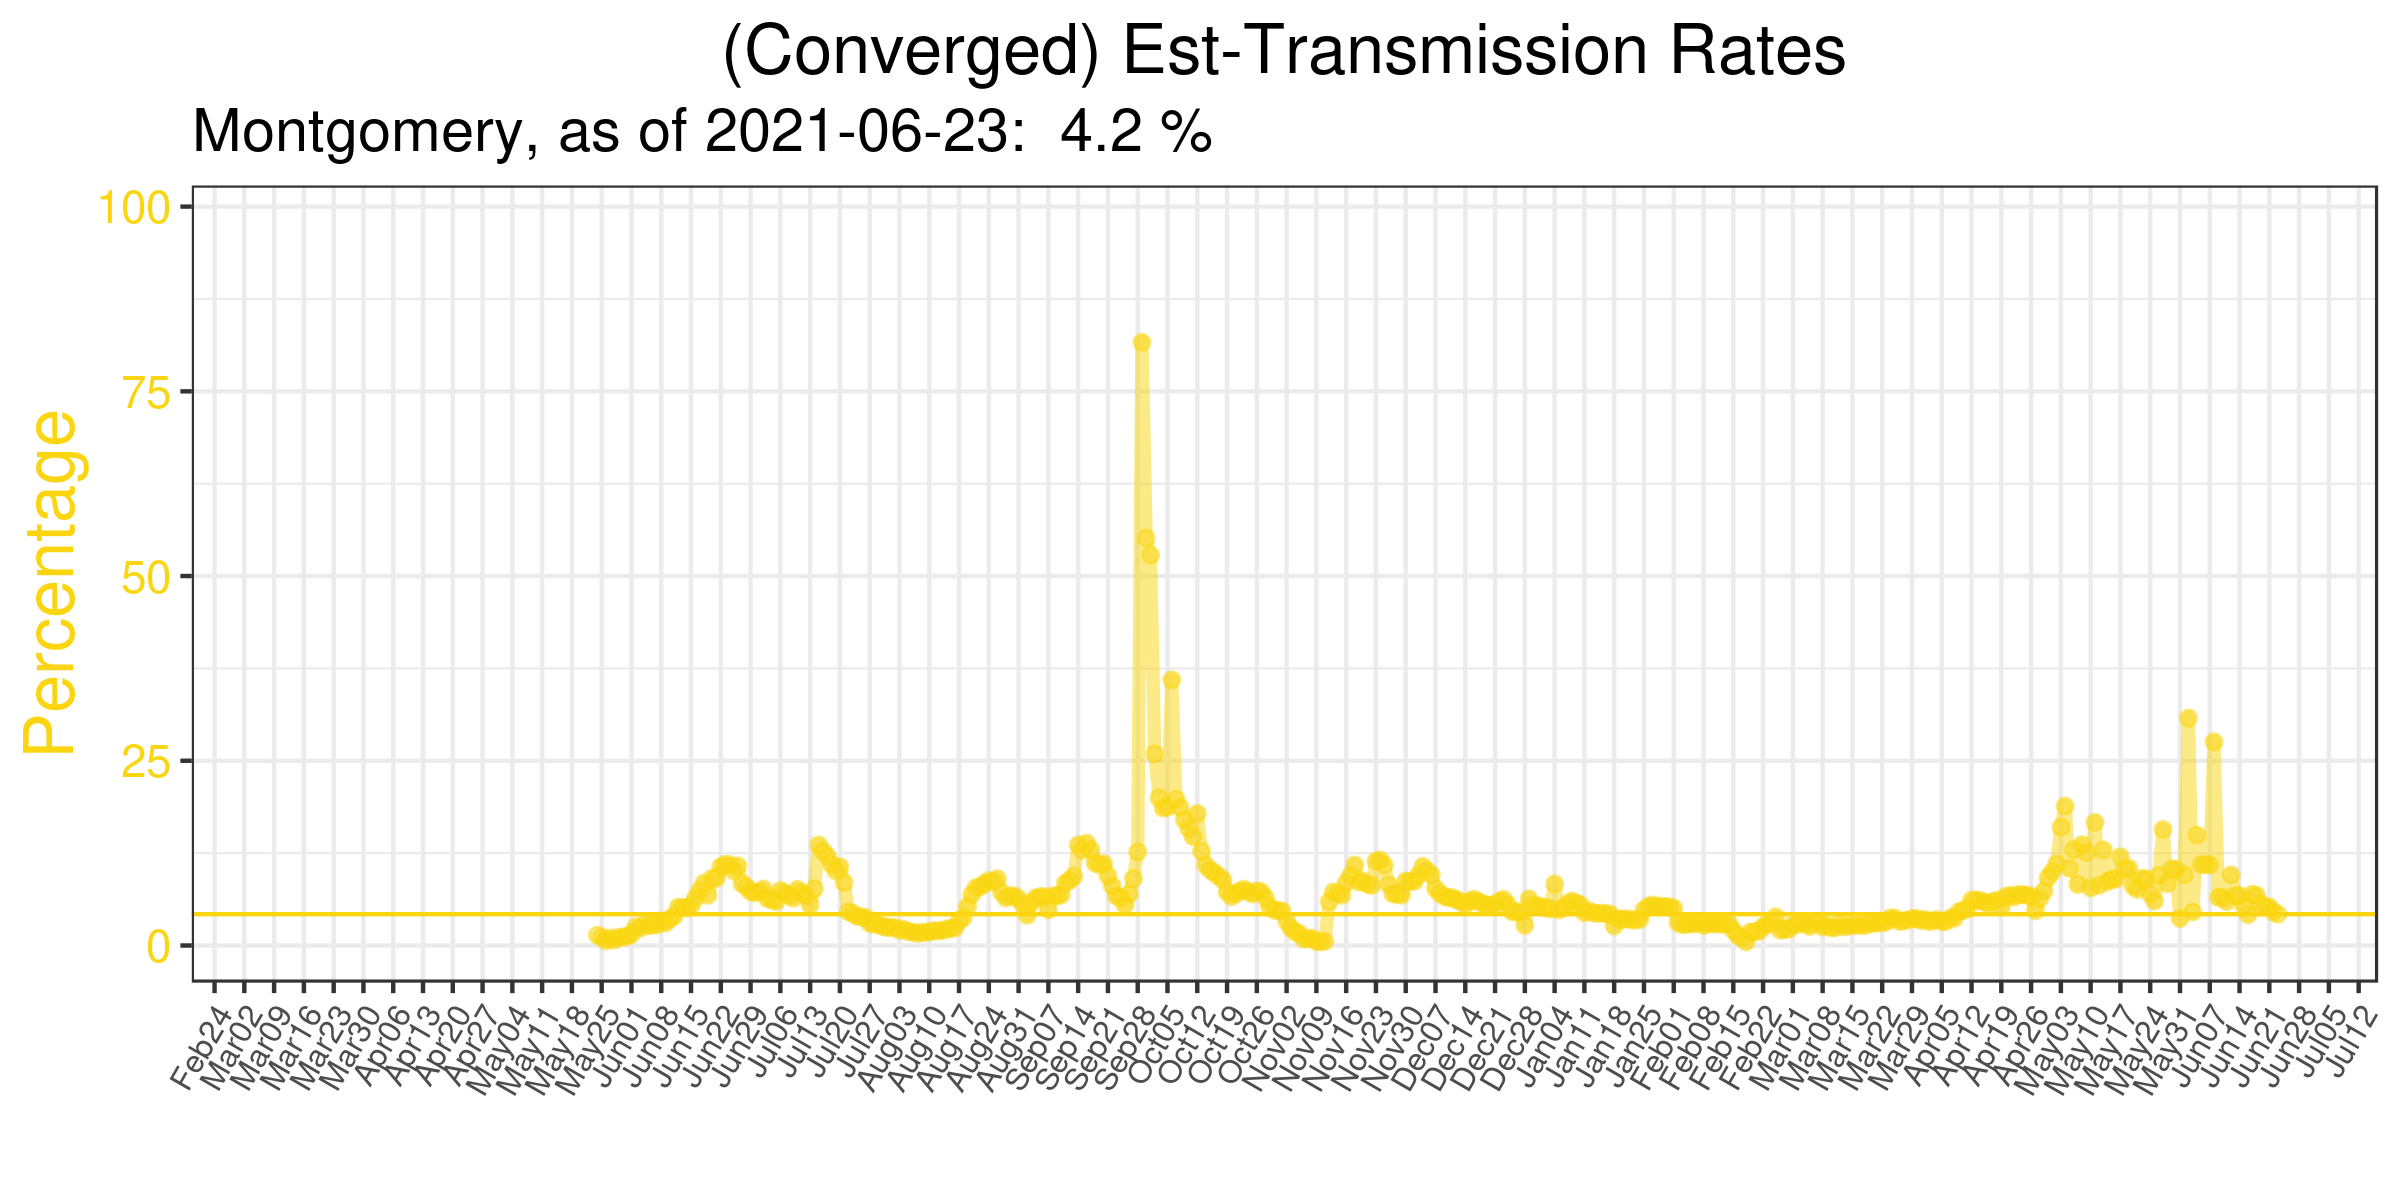 (Converged) Est-Transmission Rates
Montgomery, as of 2021-06-23:  4.2 %
Percentage
100
75
50
25
0
Feb24
Mar02
Mar09
Mar16
Mar23
Mar30
Apr06
Apr13
Apr20
Apr27
May04
May11
May18
May25
Jun01
Jun08
Jun15
Jun22
Jun29
Jul06
Jul13
Jul20
Jul27
Aug03
Aug10
Aug17
Aug24
Aug31
Sep07
Sep14
Sep21
Sep28
Oct05
Oct12
Oct19
Oct26
Nov02
Nov09
Nov16
Nov23
Nov30
Dec07
Dec14
Dec21
Dec28
Jan04
Jan11
Jan18
Jan25
Feb01
Feb08
Feb15
Feb22
Mar01
Mar08
Mar15
Mar22
Mar29
Apr05
Apr12
Apr19
Apr26
May03
May10
May17
May24
May31
Jun07
Jun14
Jun21
Jun28
Jul05
Jul12